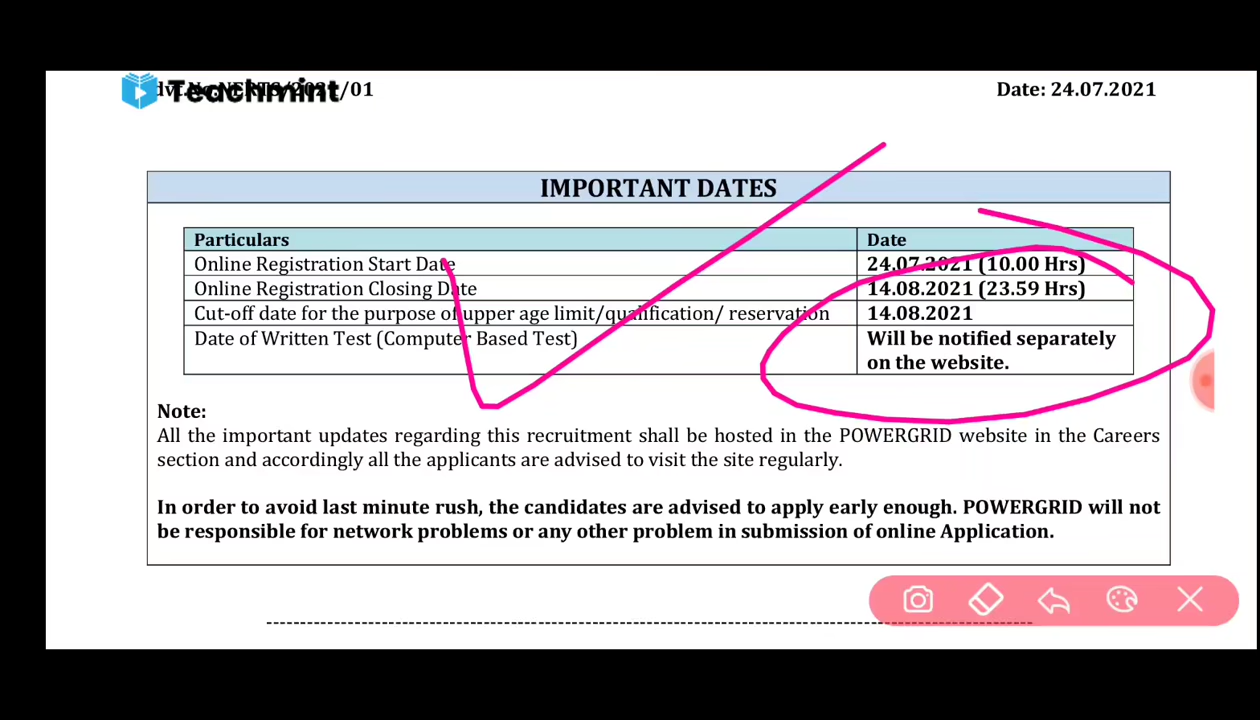 Teachmint
/01
Date: 24.07.2021
IMPORTANT DATES
Particulars Date
Online Registration Start Date 24.07.2021 (10.00 Hrs)
Online Registration Closing Date 14.08.2021 (23.59 Hrs)
Cut-off date for the purpose of upper age limit/qualification/ reservation 14.08.2021
Date of Written Test (Computer Based Test) Will be notified separately
on the website.
Note:
All the important updates regarding this recruitment shall be hosted in the POWERGRID website in the Careers
section and accordingly all the applicants are advised to visit the site regularly.
In order to avoid last minute rush, the candidates are advised to apply early enough. POWERGRID will not
be responsible for network problems or any other problem in submission of online Application.